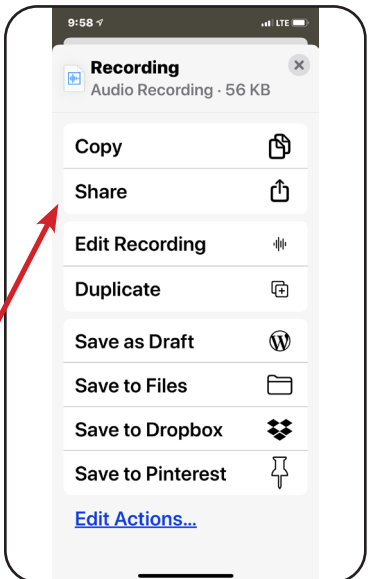 9:58 LTE
Recording
Audio Recording · 56 KB
Copy
Share
Edit Recording
Duplicate
Save as Draft
Save to Files
Save to Dropbox
Save to Pinterest
Edit Actions...